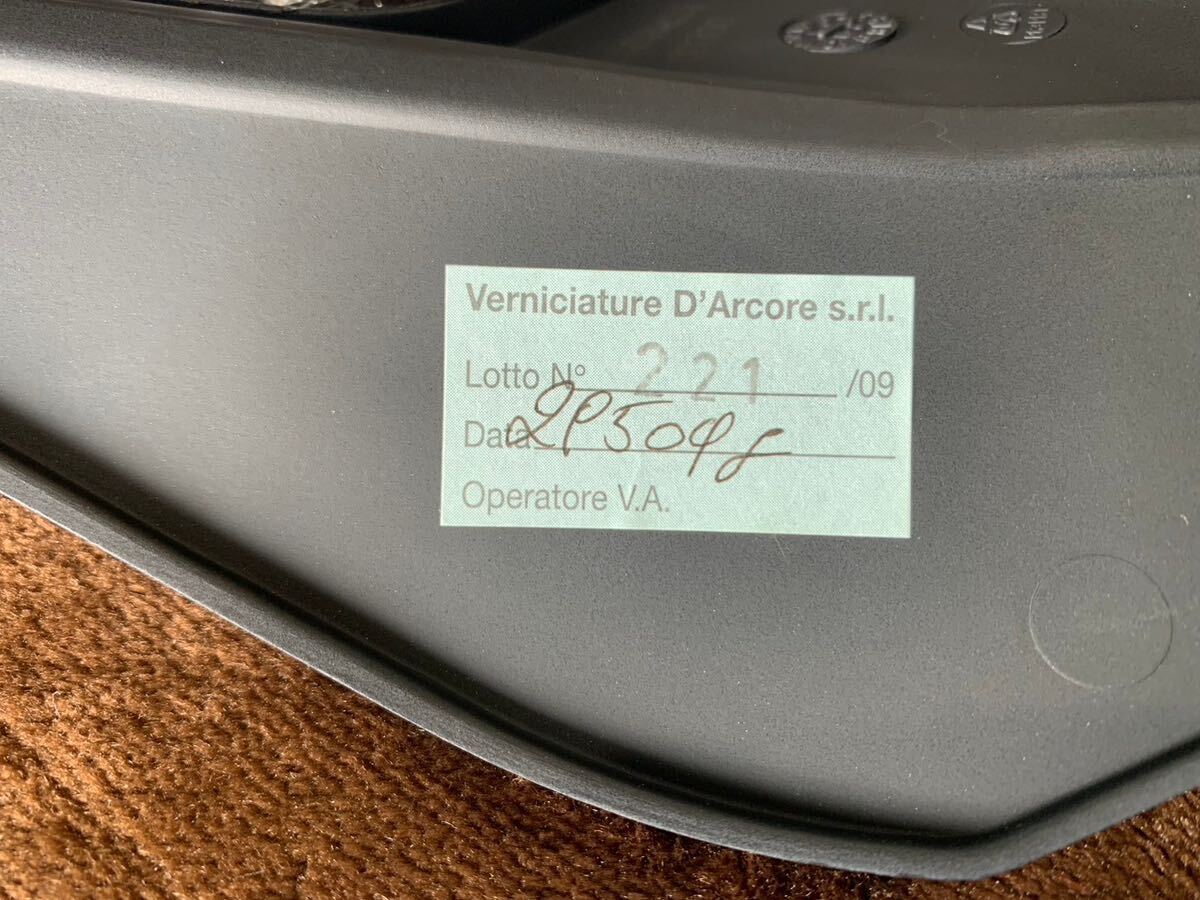 Verniciature D'Arcore s.r.l.
Lotto N° 221 /09
Data
Operatore V.A.